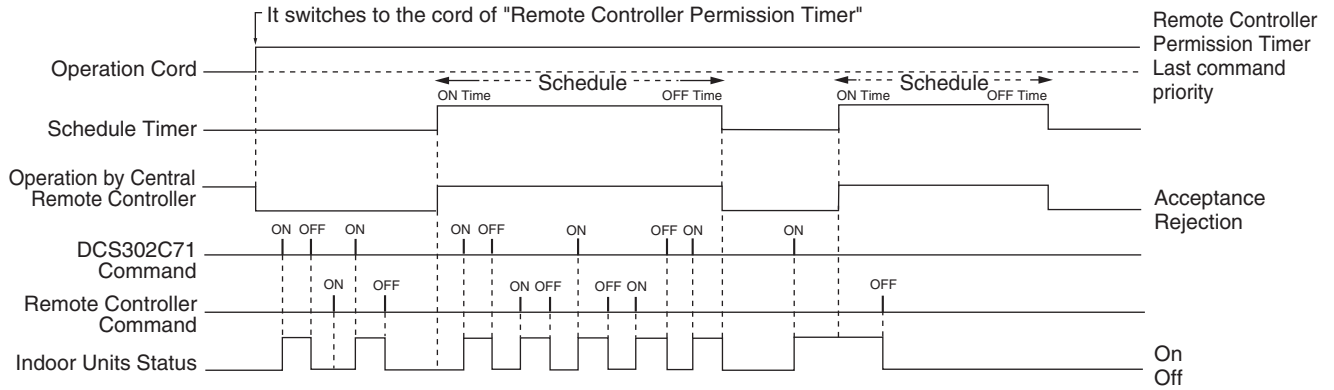 It switches to the cord of "Remote Controller Permission Timer"
Remote Controller
Permission Timer
Last command
priority
Operation Cord
Schedule
Schedule
ON Time
OFF Time
ON Time
OFF Time
Schedule Timer
Operation by Central
Remote Controller
Acceptance
Rejection
ON OFF ON ON OFF ON OFF ON ON
DCS302C71
Command
ON OFF ON OFF OFF ON OFF
Remote Controller
Command
Indoor Units Status
On
Off